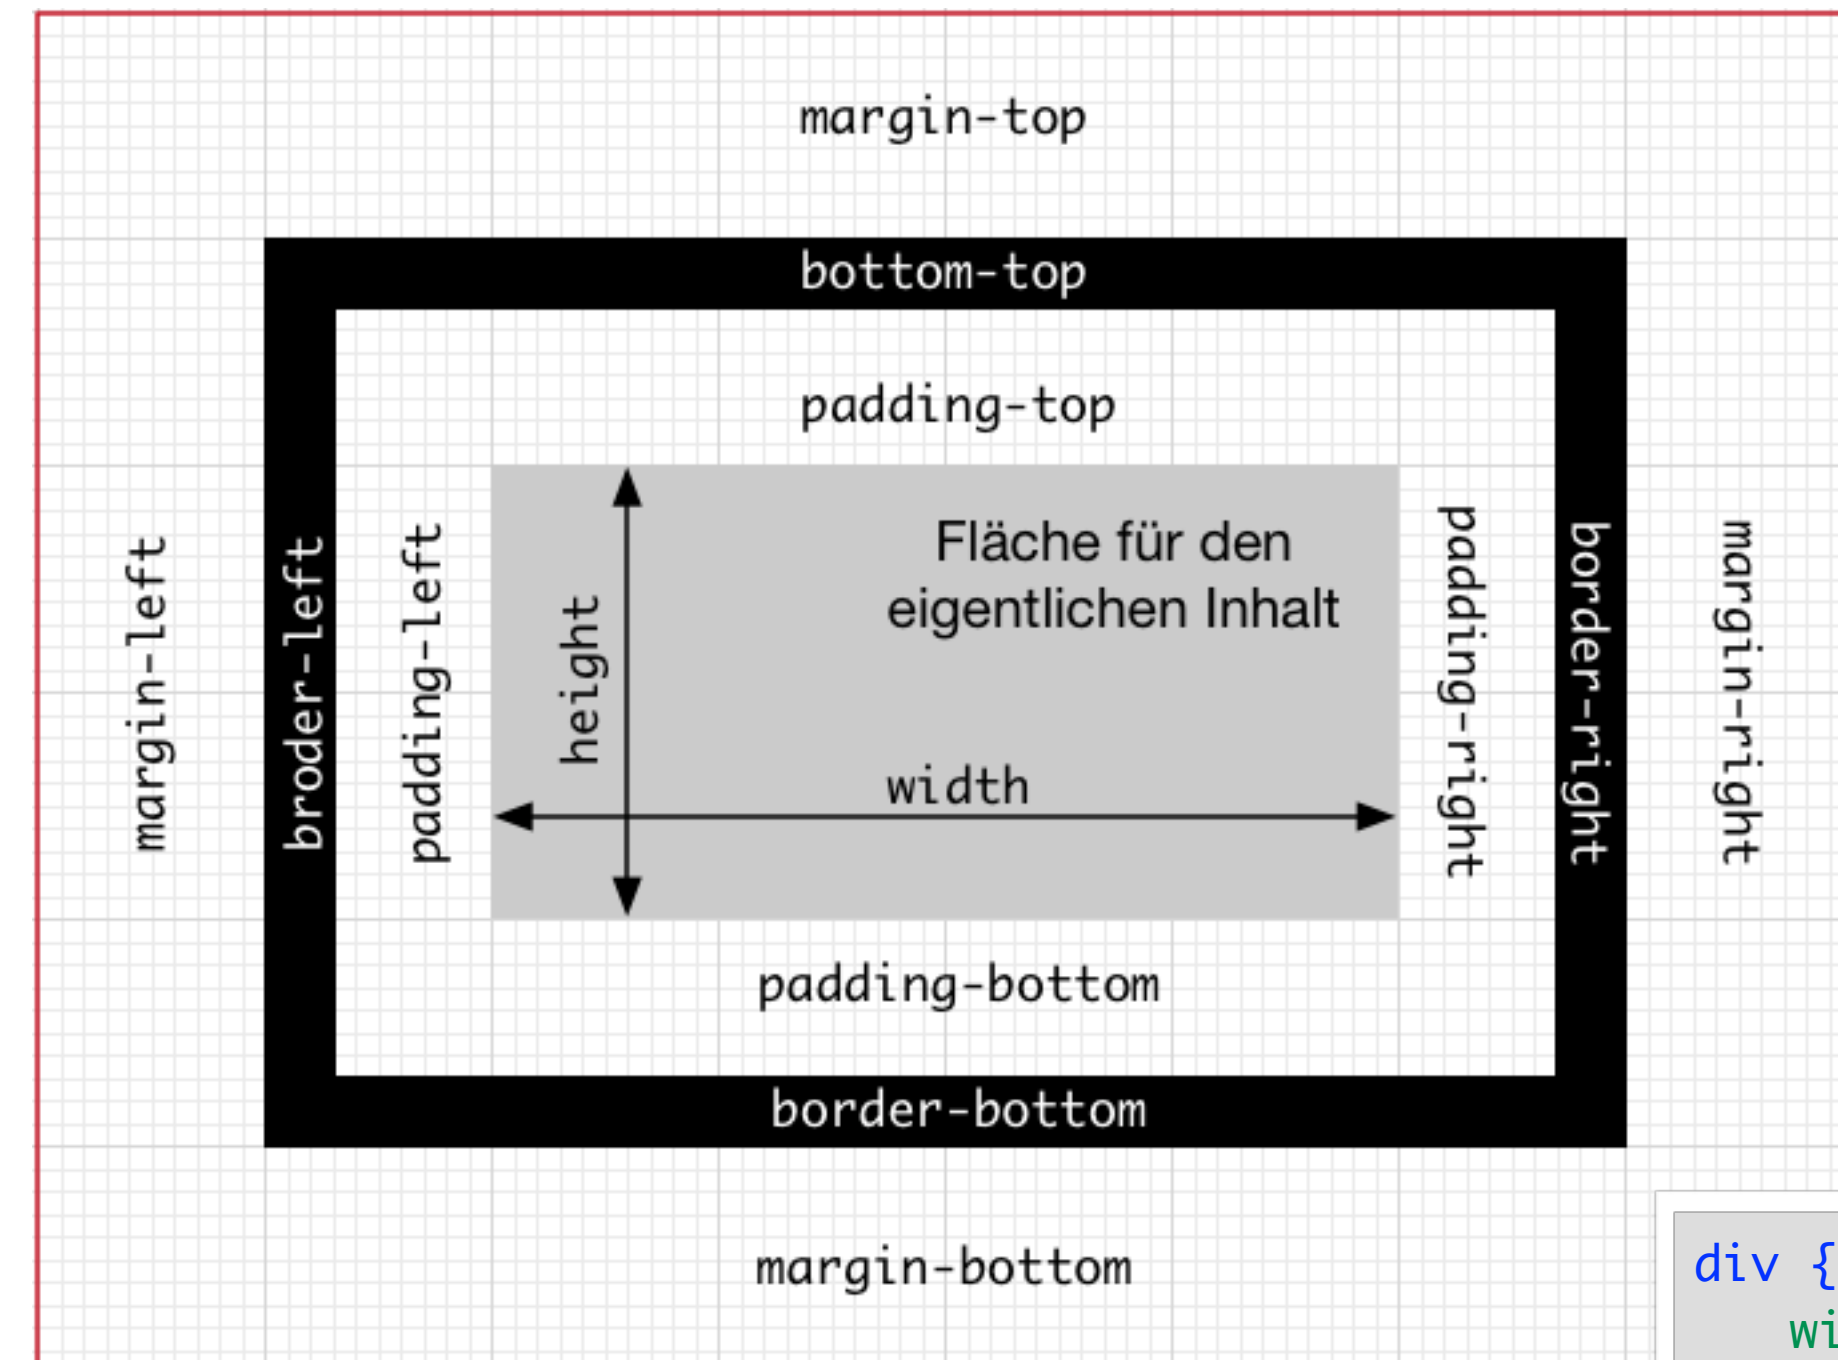 margin-top
bottom-top
padding-top
margin-left
broder-left
padding-left
height
Fläche für den
eigentlichen Inhalt
width
padding-right
border-right
margin-right
padding-bottom
border-bottom
margin-bottom
div {